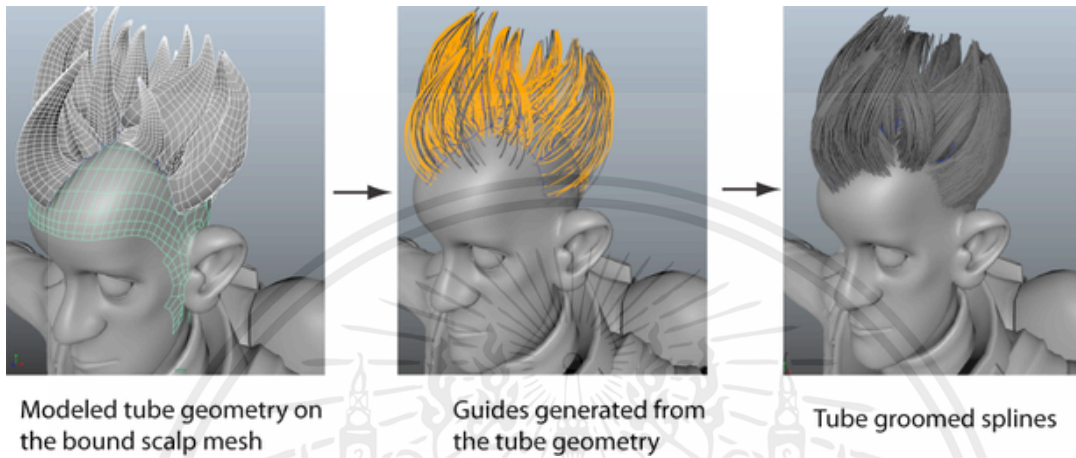 Modeled tube geometry on
the bound scalp mesh
Guides generated from
the tube geometry
Tube groomed splines